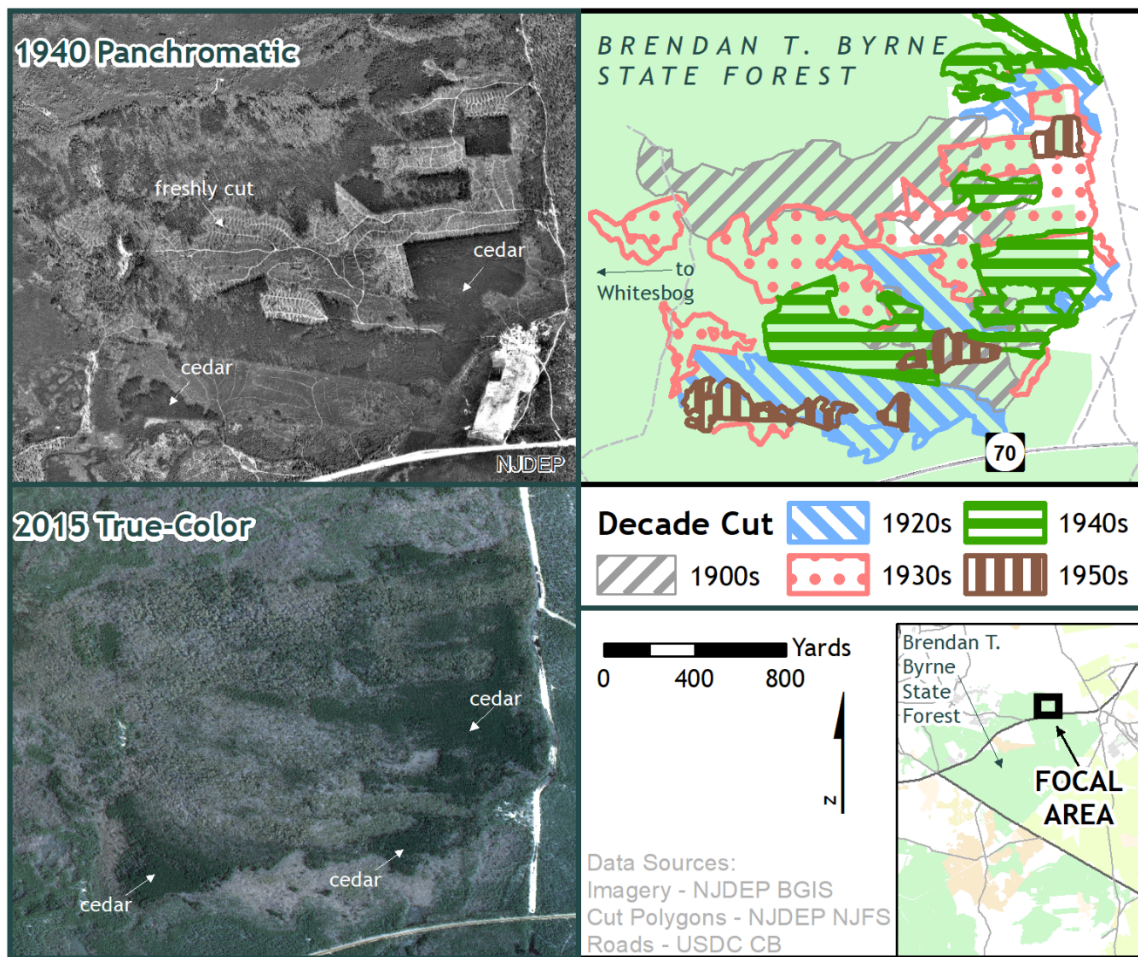 1940 Panchromatic
freshly cut
cedar
cedar
NJDEP
BRENDAN T. BYRNE
STATE FOREST
to
Whitesbog
70
2015 True-Color
cedar
cedar
cedar
Decade Cut
1920s
1940s
1900s
1930s
1950s
Yards
0
400
800
N
Data Sources:
Imagery - NJDEP BGIS
Cut Polygons - NJDEP NJFS
Roads - USDC CB
Brendan T.
Byrne
State
Forest
FOCAL
AREA